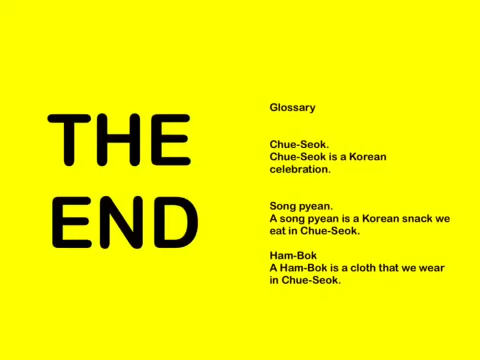 THE
END
Glossary
Chue-Seok.
Chue-Seok is a Korean
celebration.
Song pyean.
A song pyean is a Korean snack we
eat in Chue-Seok.
Ham-Bok
A Ham-Bok is a cloth that we wear
in Chue-Seok.